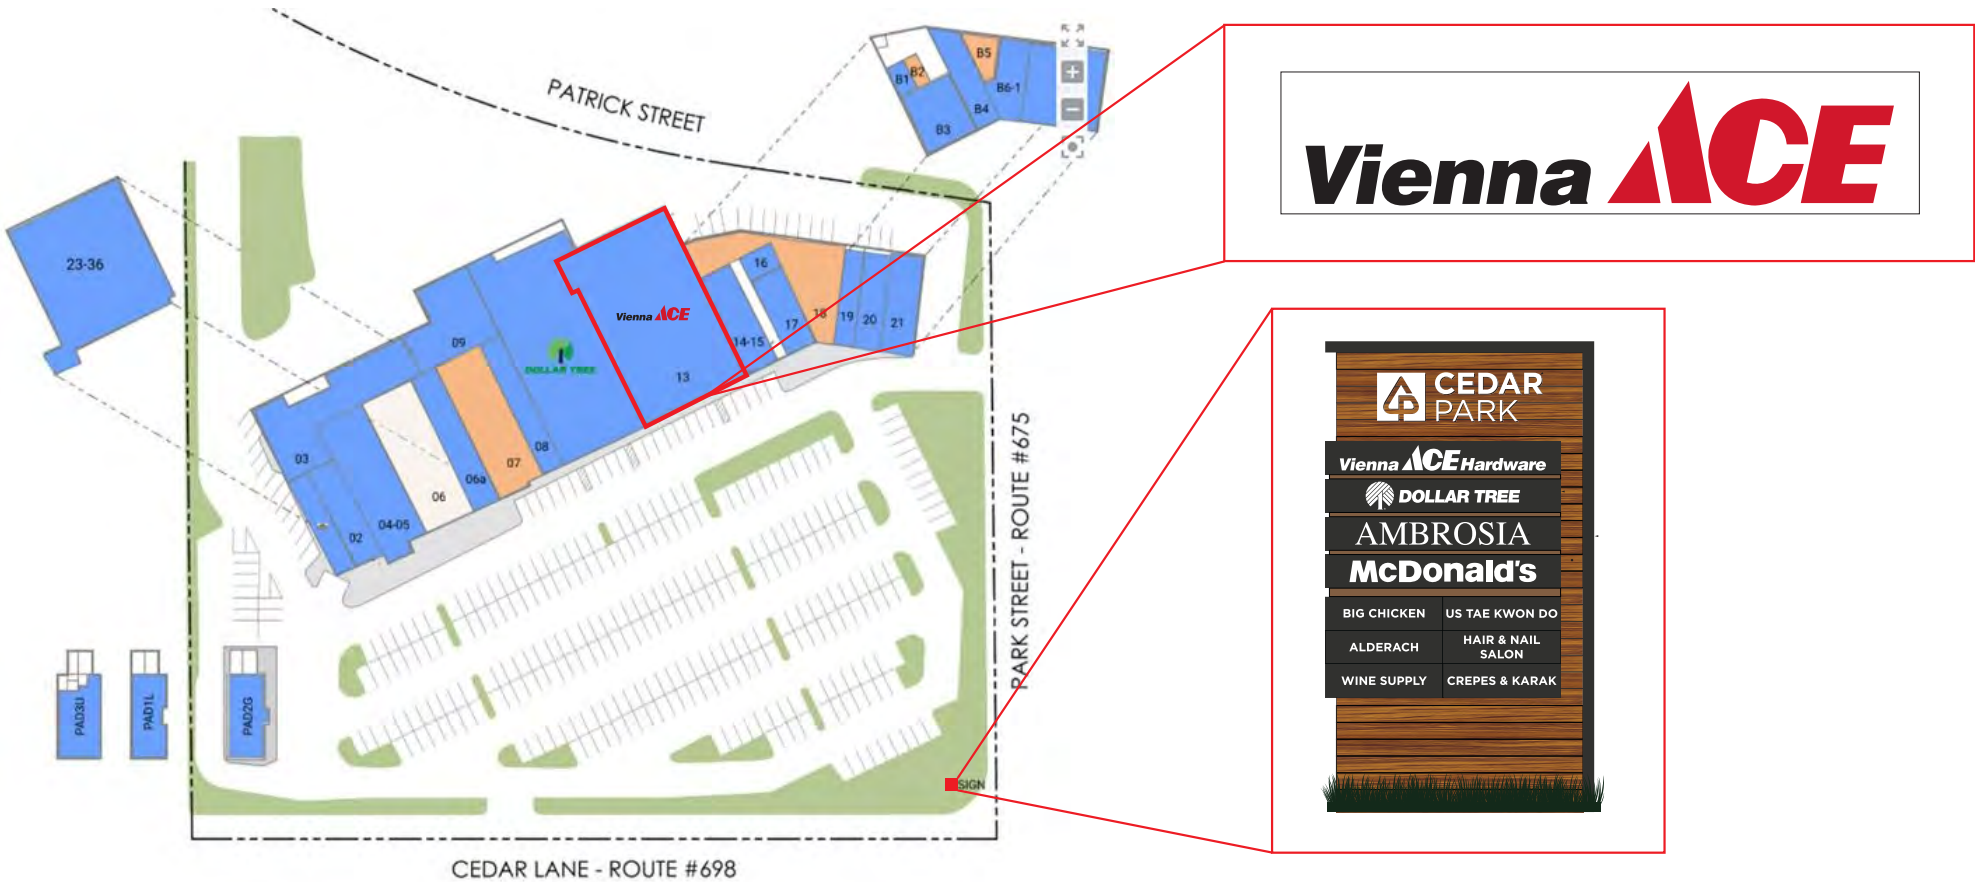 PATRICK STREET
B1
B2
B3
B4
B5
B6-1
Vienna ACE
23-36
16
09
Vienna ACE
18
19
20
21
17
14-15
DOLLAR TREE
13
08
03
07
06a
06
04-05
02
PARK STREET - ROUTE #675
PAD3U
PAD1L
PAD2G
SIGN
CEDAR LANE - ROUTE #698
CEDAR
PARK
Vienna ACE Hardware
DOLLAR TREE
AMBROSIA
McDonald's
BIG CHICKEN
US TAE KWON DO
ALDERACH
HAIR & NAIL
SALON
WINE SUPPLY
CREPES & KARAK